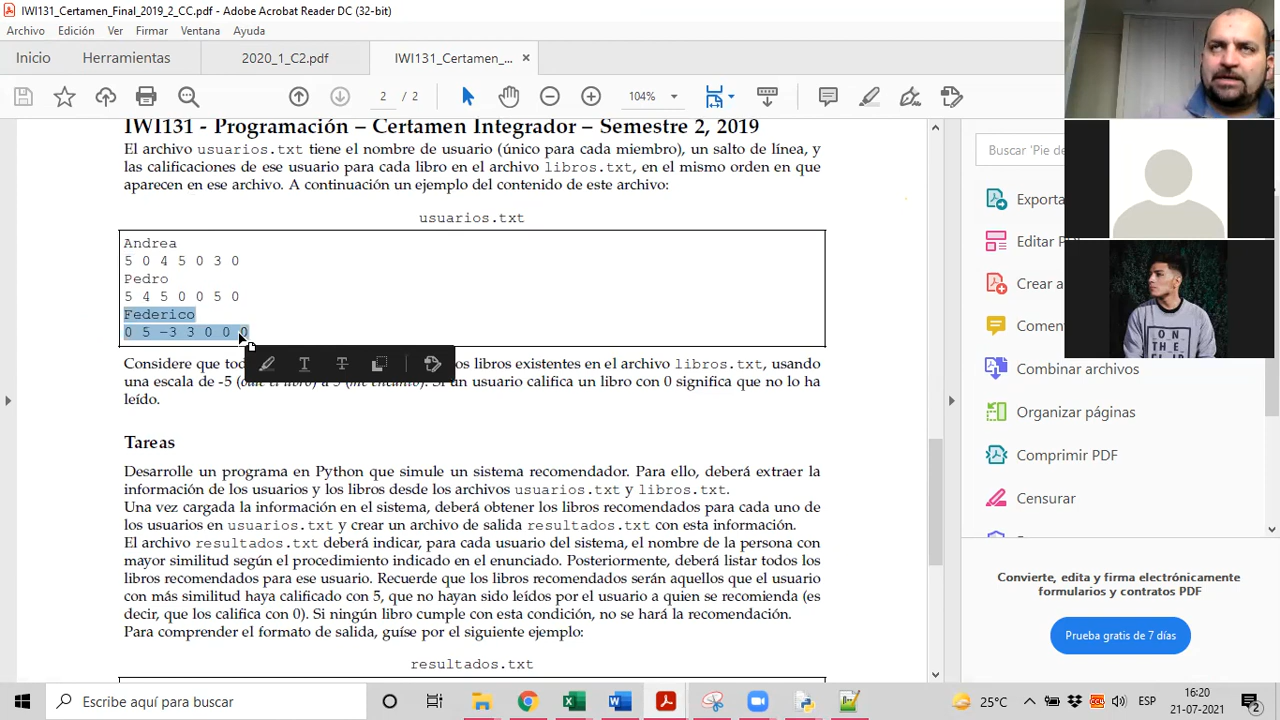 IWI131_Certamen_Final_2019_2_CC.pdf - Adobe Acrobat Reader DC (32-bit)
Archivo Edición Ver Firmar Ventana Ayuda
Inicio Herramientas 2020_1_C2.pdf IWI131_Certamen_... ×
2 / 2 104%
IWI131 - Programación – Certamen Integrador – Semestre 2, 2019
El archivo usuarios.txt tiene el nombre de usuario (único para cada miembro), un salto de línea, y
las calificaciones de ese usuario para cada libro en el archivo libros.txt, en el mismo orden en que
aparecen en ese archivo. A continuación un ejemplo del contenido de este archivo:
usuarios.txt
Andrea
5 0 4 5 0 3 0
Pedro
5 4 5 0 0 5 0
Federico
0 5 −3 3 0 0 0
Considere que tod os libros existentes en el archivo libros.txt, usando
una escala de -5 (
un usuario califica un libro con 0 significa que no lo ha
leído.
Tareas
Desarrolle un programa en Python que simule un sistema recomendador. Para ello, deberá extraer la
información de los usuarios y los libros desde los archivos usuarios.txt y libros.txt.
Una vez cargada la información en el sistema, deberá obtener los libros recomendados para cada uno de
los usuarios en usuarios.txt y crear un archivo de salida resultados.txt con esta información.
El archivo resultados.txt deberá indicar, para cada usuario del sistema, el nombre de la persona con
mayor similitud según el procedimiento indicado en el enunciado. Posteriormente, deberá listar todos los
libros recomendados para ese usuario. Recuerde que los libros recomendados serán aquellos que el usuario
con más similitud haya calificado con 5, que no hayan sido leídos por el usuario a quien se recomienda (es
decir, que los califica con 0). Si ningún libro cumple con esta condición, no se hará la recomendación.
Para comprender el formato de salida, guíse por el siguiente ejemplo:
resultados.txt
Buscar 'Pie de
Exporta
Editar P
Crear a
Comen
Combinar archivos
Organizar páginas
Comprimir PDF
Censurar
Convierte, edita y firma electrónicamente
formularios y contratos PDF
Prueba gratis de 7 días
ON
THE
Escribe aquí para buscar
25°C ESP 16:20
21-07-2021
2